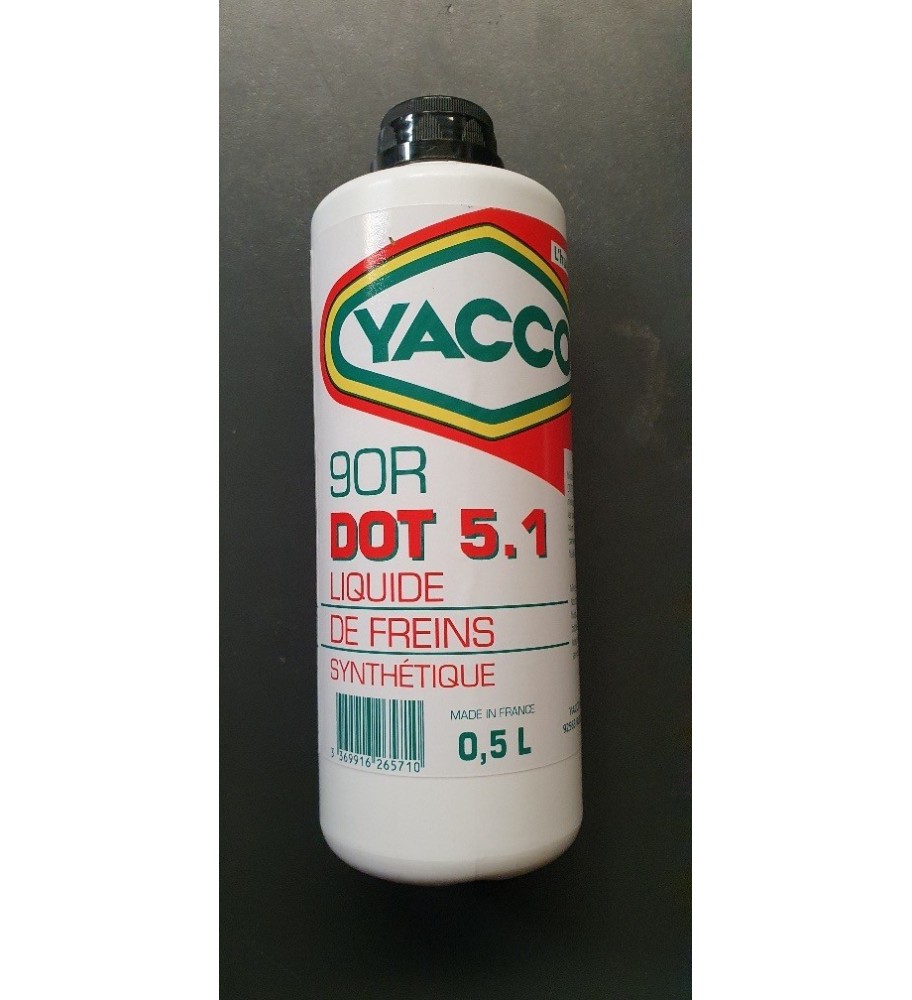 YACCO
90R
DOT 5.1
LIQUIDE
DE FREINS
SYNTHÉTIQUE
MADE IN FRANCE
0,5 L
3 369916 265710